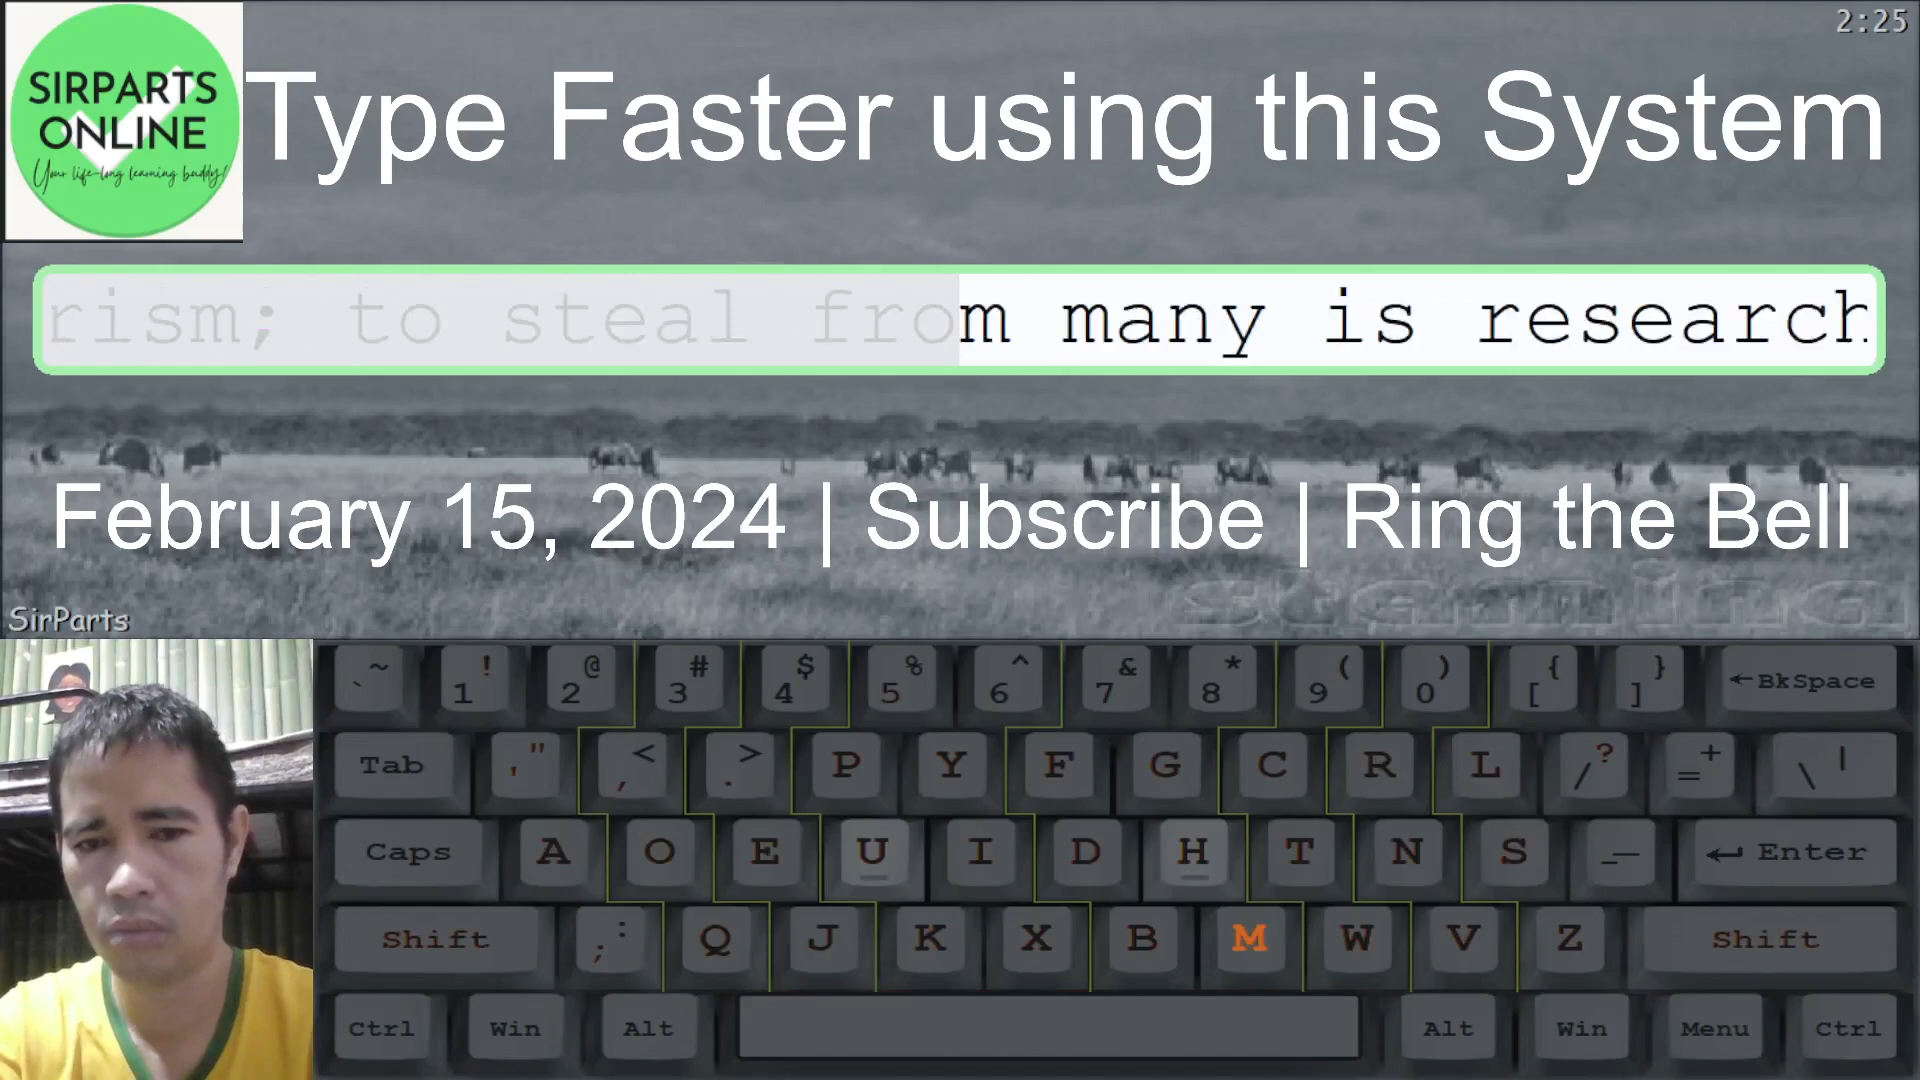 2:25
SIRPARTS
ONLINE
Your life-long learning buddy!
Type Faster using this System
rism; to steal from many is research.
February 15, 2024 | Subscribe | Ring the Bell
stamina
SirParts
~ ` ! 1 @ 2 # 3 $ 4 % 5 ^ 6 & 7 * 8 ( 9 ) 0 { [ } ] ←BkSpace
Tab " ' < , > . P Y F G C R L ? / + = | \
Caps A O E U I D H T N S — _ ↵ Enter
Shift : ; Q J K X B M W V Z Shift
Ctrl Win Alt Alt Win Menu Ctrl